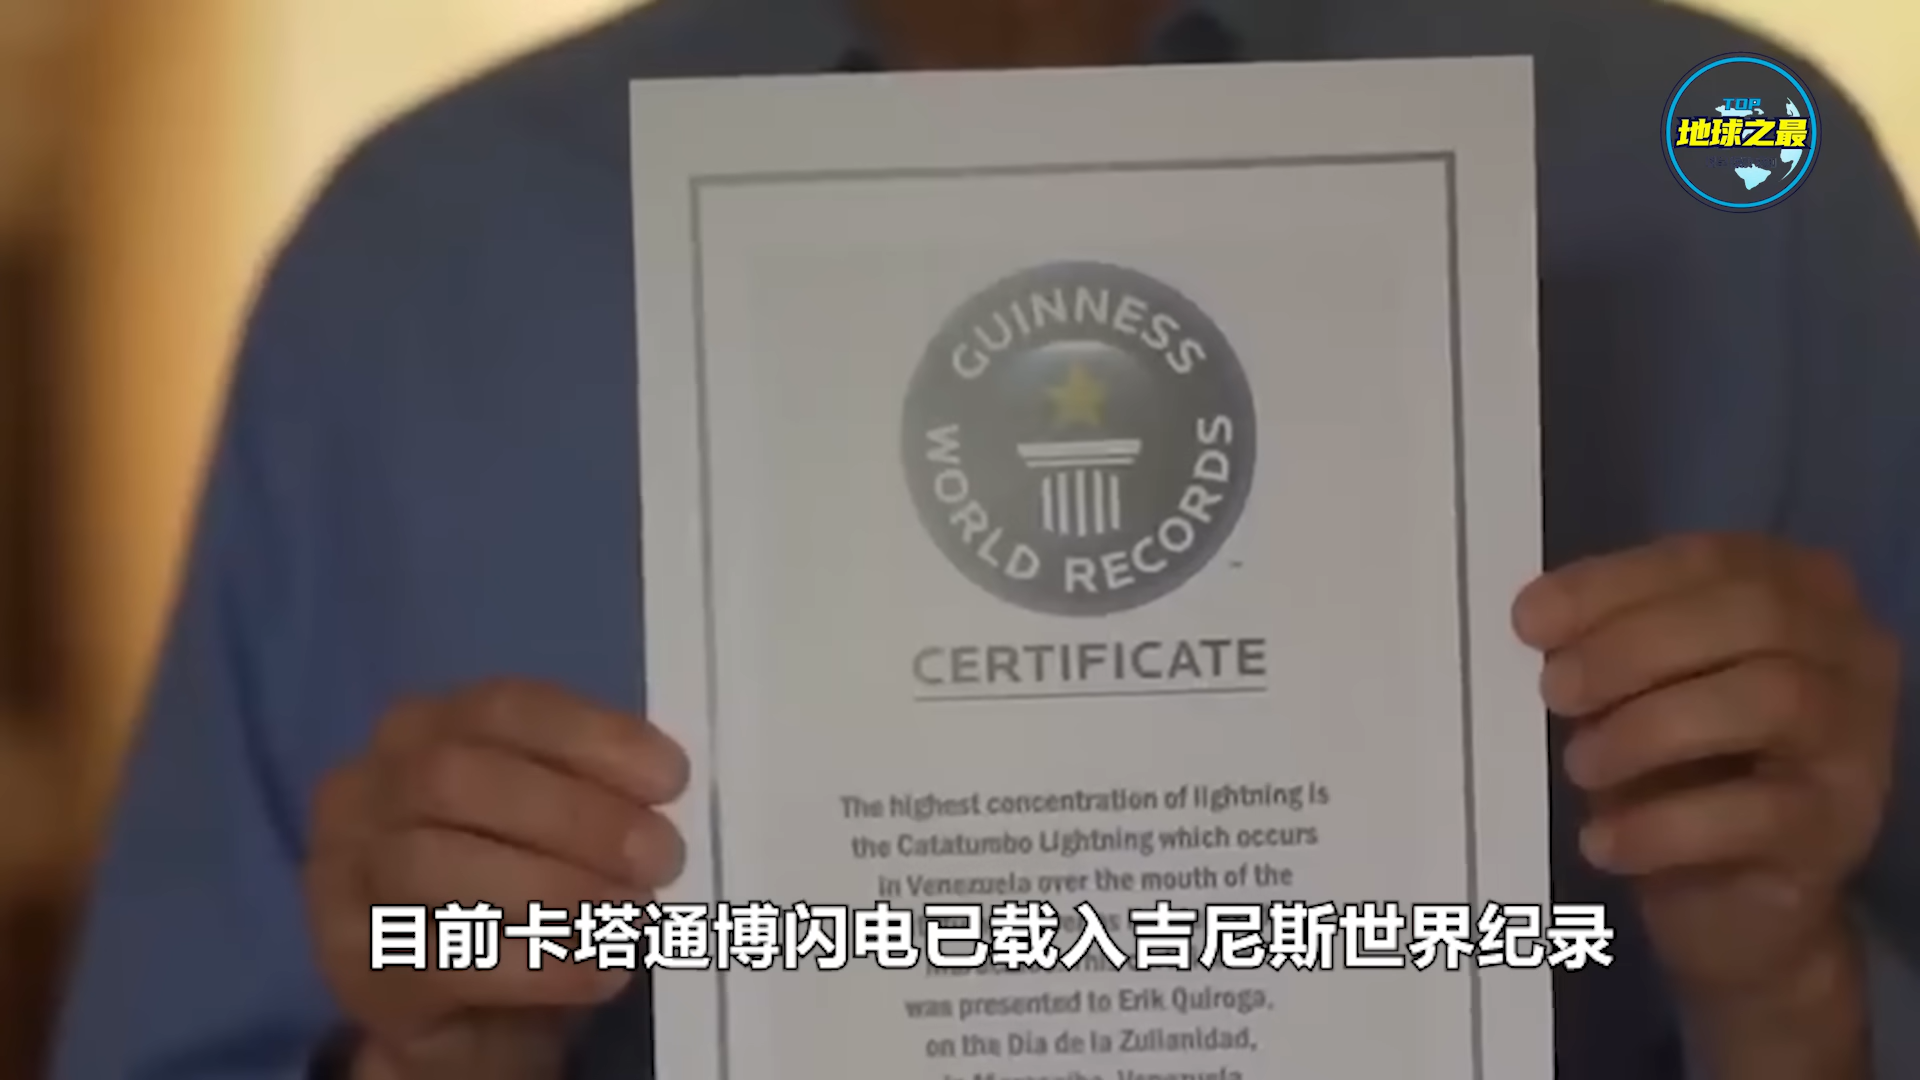 TOP
地球之最
GUINNESS
WORLD RECORDS
™
CERTIFICATE
The highest concentration of lightning is
the Catatumbo Lightning which occurs
in Venezuela over the mouth of the
目前卡塔通博闪电已载入吉尼斯世界纪录
was presented to Erik Quiroga,
on the Dia de la Zulianidad,
Venezuela